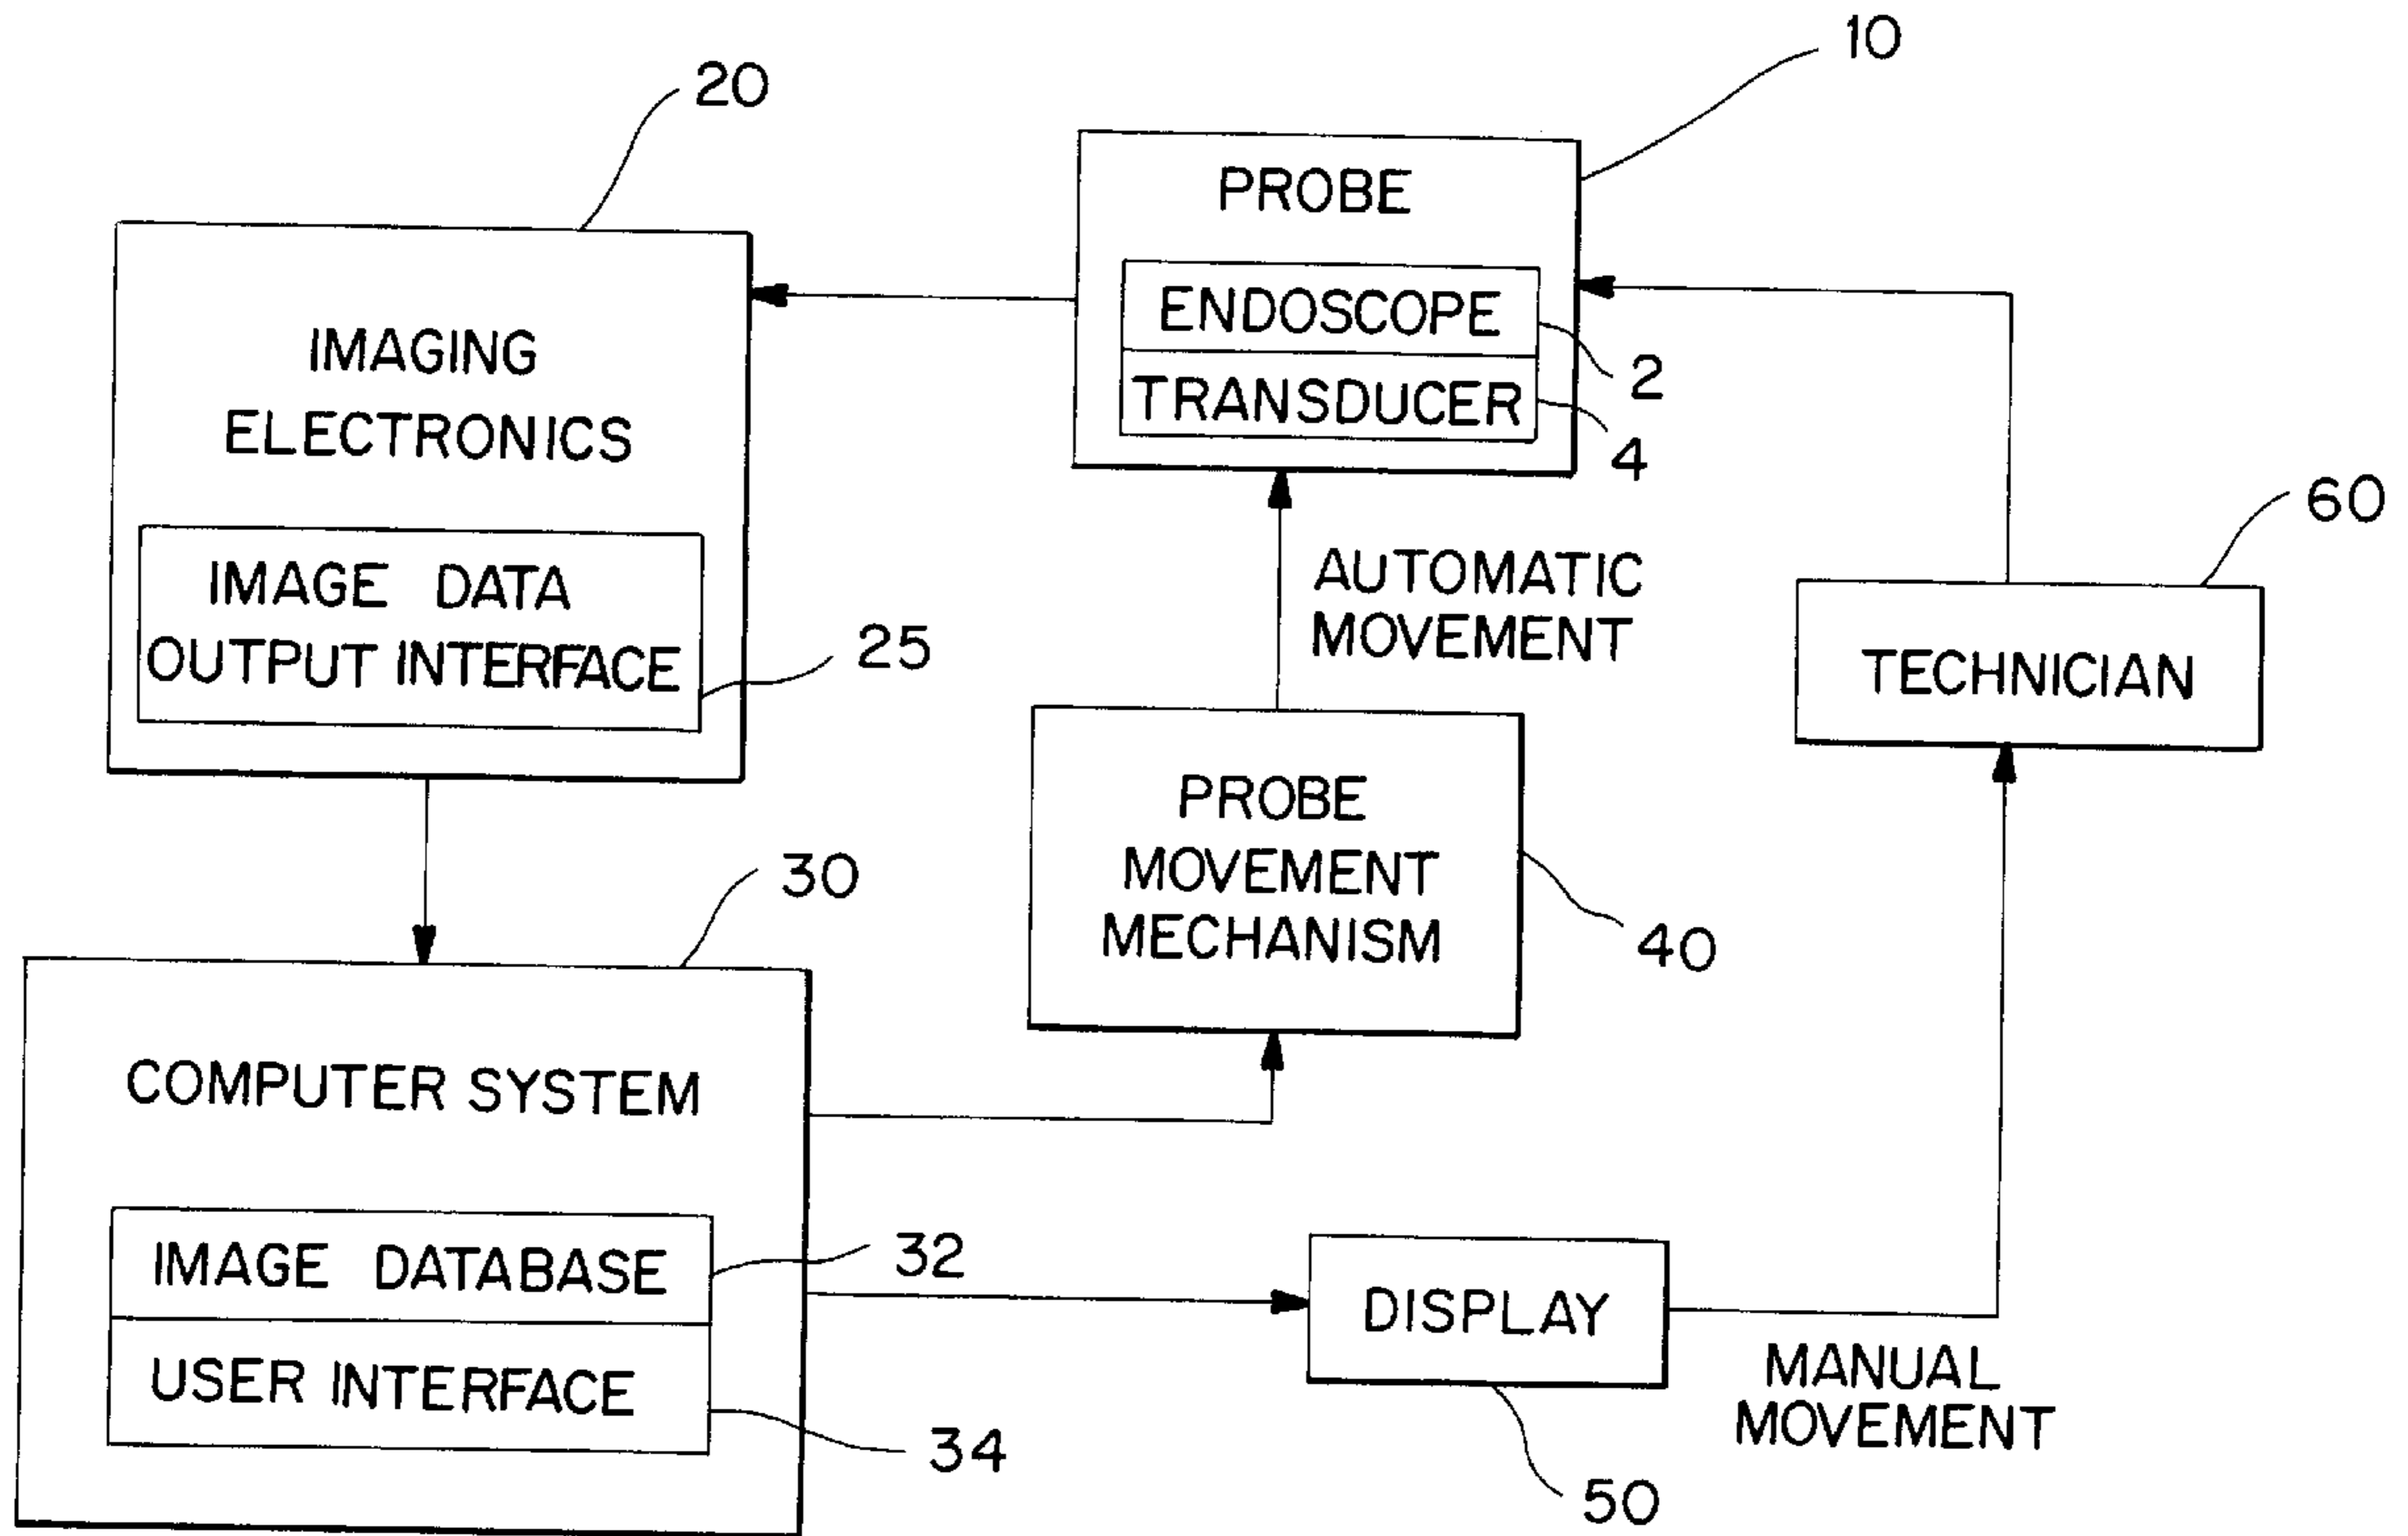 10
20
PROBE
ENDOSCOPE
2
TRANSDUCER
4
IMAGING
ELECTRONICS
IMAGE DATA
OUTPUT INTERFACE
25
AUTOMATIC
MOVEMENT
60
TECHNICIAN
PROBE
MOVEMENT
MECHANISM
40
30
COMPUTER SYSTEM
IMAGE DATABASE
32
USER INTERFACE
34
DISPLAY
50
MANUAL
MOVEMENT